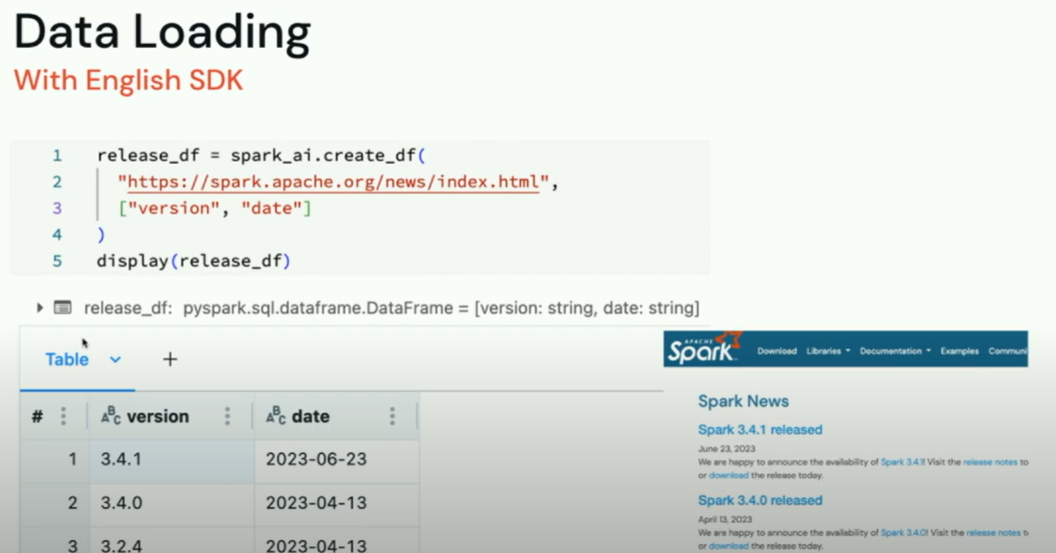 Data Loading
With English SDK
1 release_df = spark_ai.create_df(
2 "https://spark.apache.org/news/index.html",
3 ["version", "date"]
4 )
5 display(release_df)
release_df: pyspark.sql.dataframe.DataFrame = [version: string, date: string]
Table +
# ABC version ABC date
1 3.4.1 2023-06-23
2 3.4.0 2023-04-13
3 3.2.4 2023-04-13
APACHE Spark Download Libraries Documentation Examples Communi
Spark News
Spark 3.4.1 released
June 23, 2023
We are happy to announce the availability of Spark 3.4.1! Visit the release notes to
or download the release today.
Spark 3.4.0 released
April 13, 2023
We are happy to announce the availability of Spark 3.4.0! Visit the release notes t
or download the release today.